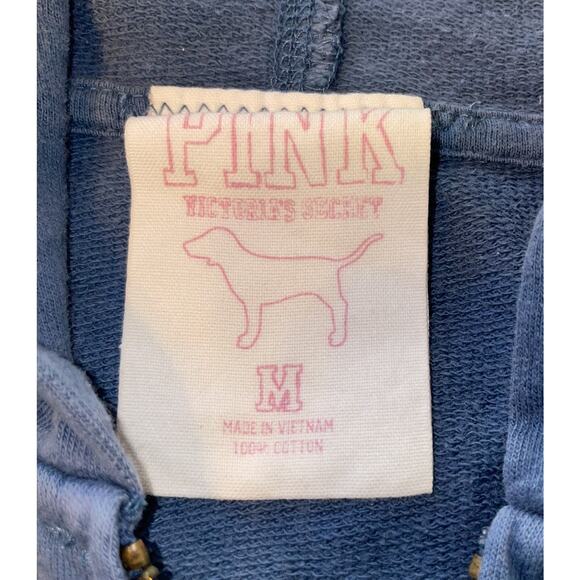 PINK
VICTORIA'S SECRET
M
MADE IN VIETNAM
100% COTTON